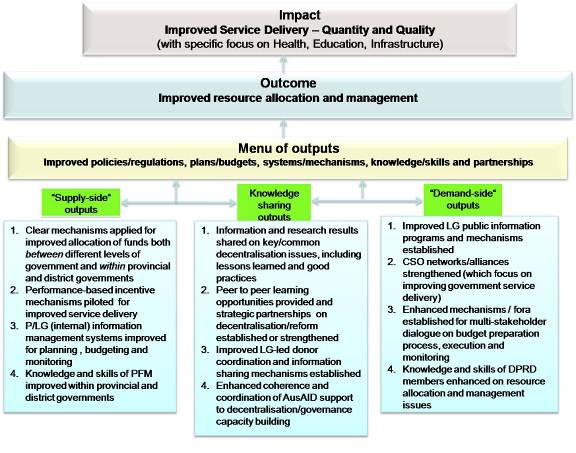 Impact
Improved Service Delivery – Quantity and Quality
(with specific focus on Health, Education, Infrastructure)
Outcome
Improved resource allocation and management
Menu of outputs
Improved policies/regulations, plans/budgets, systems/mechanisms, knowledge/skills and partnerships
"Supply-side"
outputs
1. Clear mechanisms applied for
improved allocation of funds both
between different levels of
government and within provincial
and district governments
2. Performance-based incentive
mechanisms piloted for
improved service delivery
3. P/LG (internal) information
management systems improved
for planning , budgeting and
monitoring
4. Knowledge and skills of PFM
improved within provincial and
district governments
Knowledge
sharing
outputs
1. Information and research results
shared on key/common
decentralisation issues, including
lessons learned and good
practices
2. Peer to peer learning
opportunities provided and
strategic partnerships on
decentralisation/reform
established or strengthened
3. Improved LG-led donor
coordination and information
sharing mechanisms established
4. Enhanced coherence and
coordination of AusAID support
to decentralisation/governance
capacity building
"Demand-side"
outputs
1. Improved LG public information
programs and mechanisms
established
2. CSO networks/alliances
strengthened (which focus on
improving government service
delivery)
3. Enhanced mechanisms / fora
established for multi-stakeholder
dialogue on budget preparation
process, execution and
monitoring
4. Knowledge and skills of DPRD
members enhanced on resource
allocation and management
issues